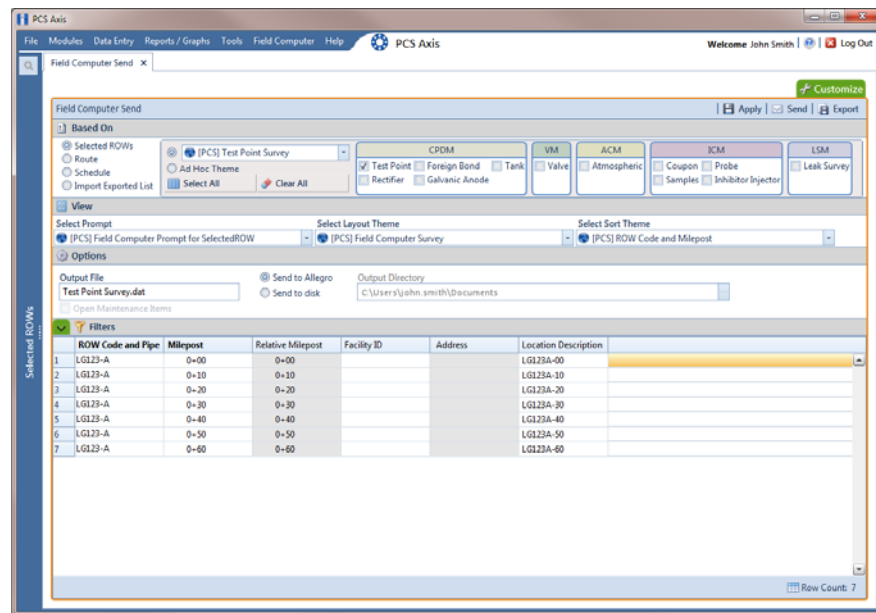 PCS Axis
File Modules Data Entry Reports / Graphs Tools Field Computer Help PCS Axis Welcome John Smith | | Log Out
Field Computer Send X
Customize
Field Computer Send | Apply | Send | Export
Based On
Selected ROWs
Route
Schedule
Import Exported List
[PCS] Test Point Survey
Ad Hoc Theme
Select All Clear All
CPDM
Test Point Foreign Bond Tank
Rectifier Galvanic Anode
VM
Valve
ACM
Atmospheric
ICM
Coupon Probe
Samples Inhibitor Injector
LSM
Leak Survey
View
Select Prompt Select Layout Theme Select Sort Theme
[PCS] Field Computer Prompt for SelectedROW [PCS] Field Computer Survey [PCS] ROW Code and Milepost
Options
Output File
Test Point Survey.dat
Open Maintenance Items
Send to Allegro
Send to disk
Output Directory
C:\Users\john.smith\Documents
Selected ROWs
Filters
ROW Code and Pipe Milepost Relative Milepost Facility ID Address Location Description
1 LG123-A 0+00 0+00 LG123A-00
2 LG123-A 0+10 0+10 LG123A-10
3 LG123-A 0+20 0+20 LG123A-20
4 LG123-A 0+30 0+30 LG123A-30
5 LG123-A 0+40 0+40 LG123A-40
6 LG123-A 0+50 0+50 LG123A-50
7 LG123-A 0+60 0+60 LG123A-60
Row Count: 7